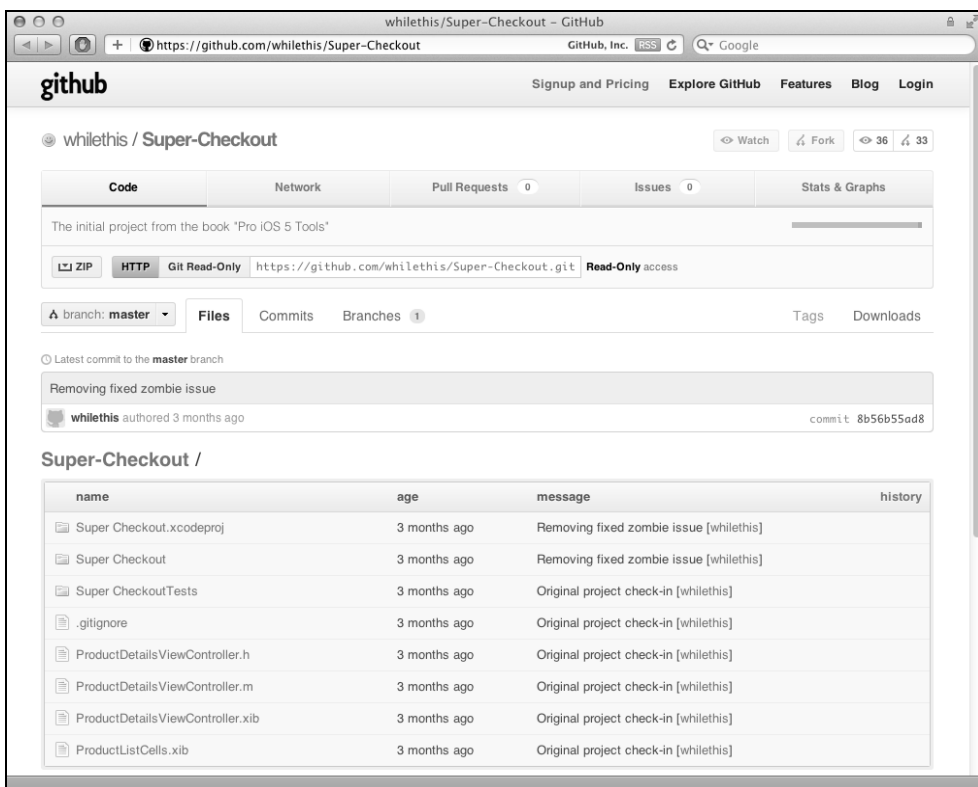 whilethis/Super-Checkout – GitHub
+ https://github.com/whilethis/Super-Checkout GitHub, Inc. RSS Google
github Signup and Pricing Explore GitHub Features Blog Login
whilethis / Super-Checkout Watch Fork 36 33
Code Network Pull Requests 0 Issues 0 Stats & Graphs
The initial project from the book "Pro iOS 5 Tools"
ZIP HTTP Git Read-Only https://github.com/whilethis/Super-Checkout.git Read-Only access
branch: master Files Commits Branches 1 Tags Downloads
Latest commit to the master branch
Removing fixed zombie issue
whilethis authored 3 months ago commit 8b56b55ad8
Super-Checkout /
name age message history
Super Checkout.xcodeproj 3 months ago Removing fixed zombie issue [whilethis]
Super Checkout 3 months ago Removing fixed zombie issue [whilethis]
Super CheckoutTests 3 months ago Original project check-in [whilethis]
.gitignore 3 months ago Original project check-in [whilethis]
ProductDetailsViewController.h 3 months ago Original project check-in [whilethis]
ProductDetailsViewController.m 3 months ago Original project check-in [whilethis]
ProductDetailsViewController.xib 3 months ago Original project check-in [whilethis]
ProductListCells.xib 3 months ago Original project check-in [whilethis]